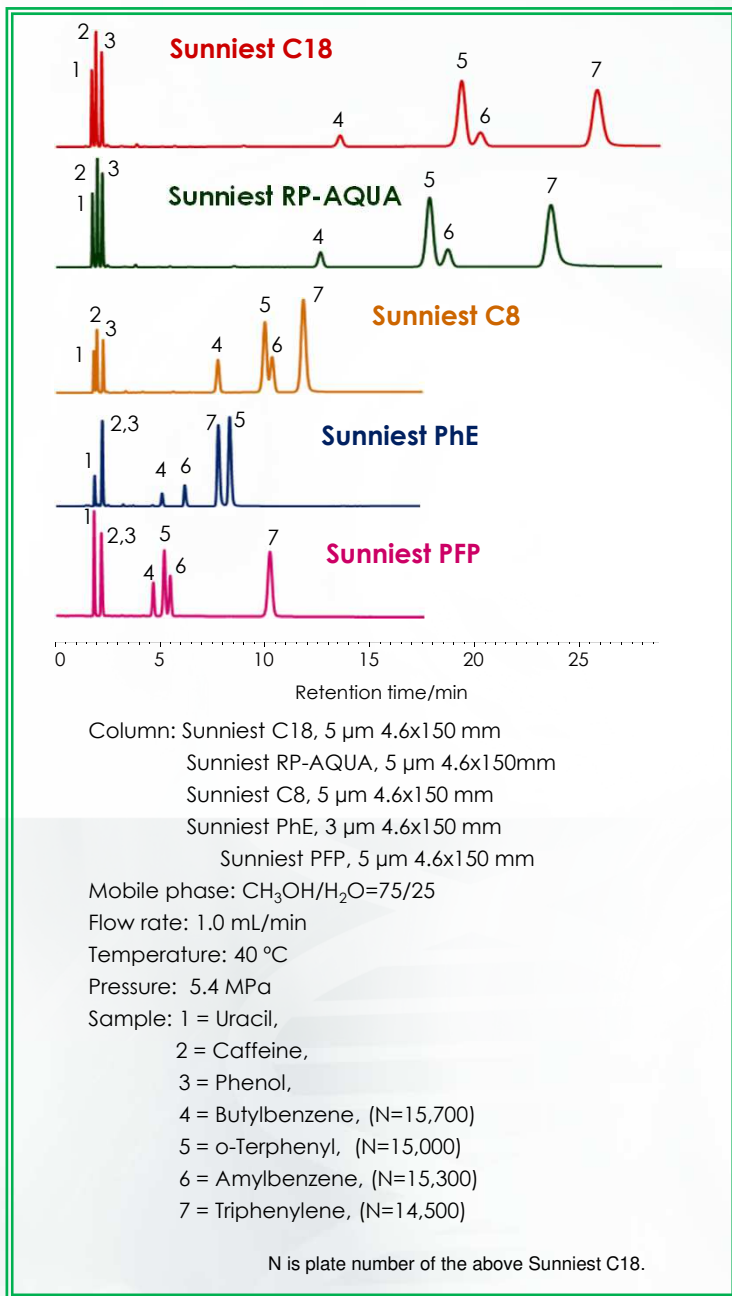 Sunniest C18
1
2
3
4
5
6
7
Sunniest RP-AQUA
1
2
3
4
5
6
7
Sunniest C8
1
2
3
4
5
6
7
Sunniest PhE
1
2,3
4
6
7
5
Sunniest PFP
1
2,3
4
5
6
7
0 5 10 15 20 25
Retention time/min
Column: Sunniest C18, 5 µm 4.6x150 mm
Sunniest RP-AQUA, 5 µm 4.6x150mm
Sunniest C8, 5 µm 4.6x150 mm
Sunniest PhE, 3 µm 4.6x150 mm
Sunniest PFP, 5 µm 4.6x150 mm
Mobile phase: CH₃OH/H₂O=75/25
Flow rate: 1.0 mL/min
Temperature: 40 ºC
Pressure: 5.4 MPa
Sample: 1 = Uracil,
2 = Caffeine,
3 = Phenol,
4 = Butylbenzene, (N=15,700)
5 = o-Terphenyl, (N=15,000)
6 = Amylbenzene, (N=15,300)
7 = Triphenylene, (N=14,500)
N is plate number of the above Sunniest C18.